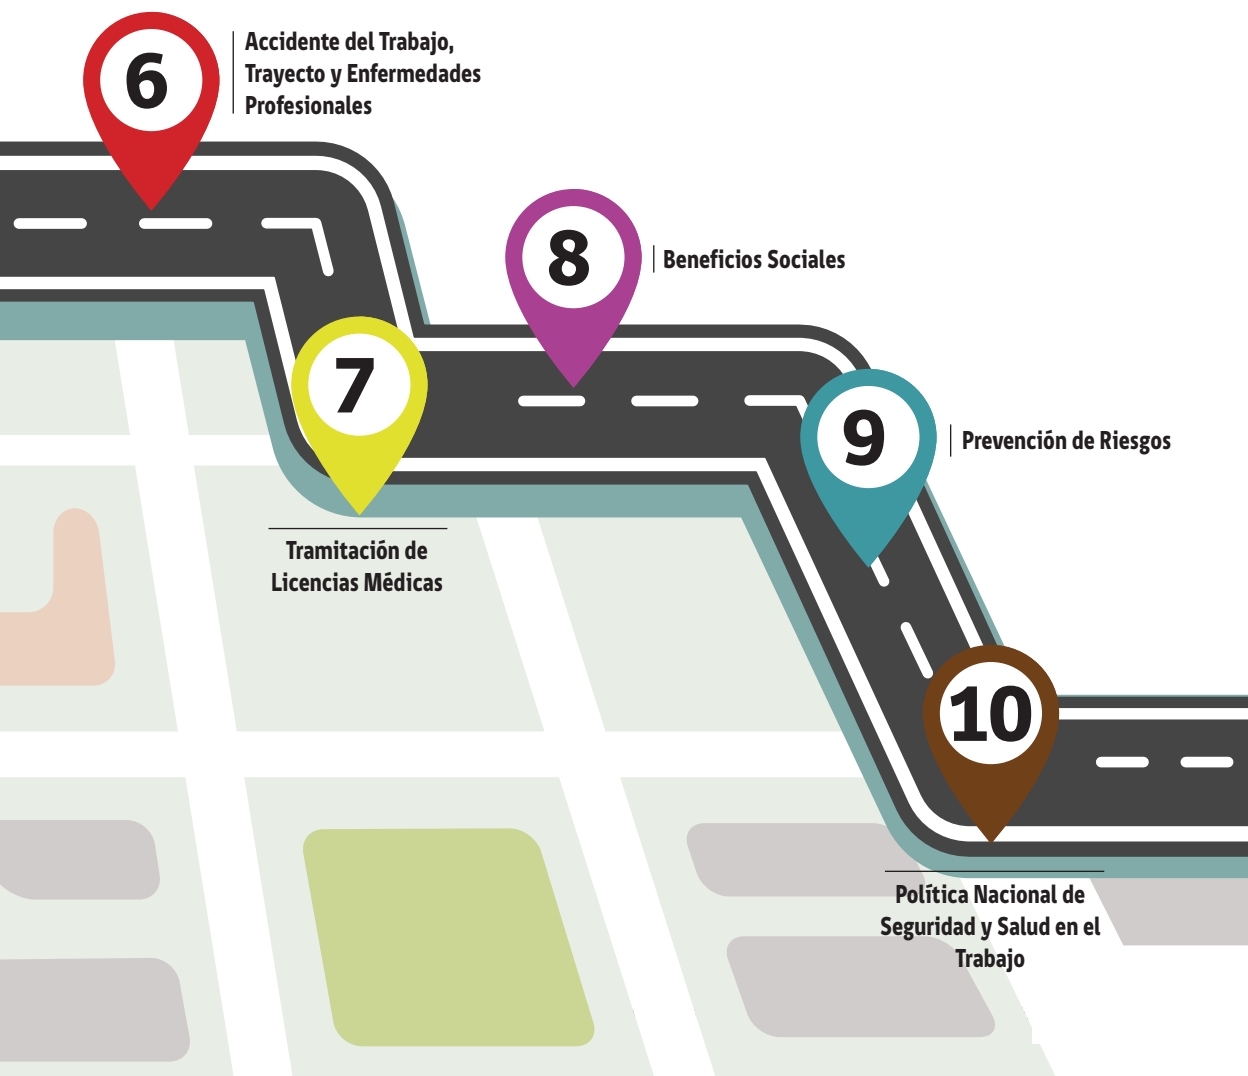 6
Accidente del Trabajo,
Trayecto y Enfermedades
Profesionales
8
Beneficios Sociales
7
Tramitación de
Licencias Médicas
9
Prevención de Riesgos
10
Política Nacional de
Seguridad y Salud en el
Trabajo